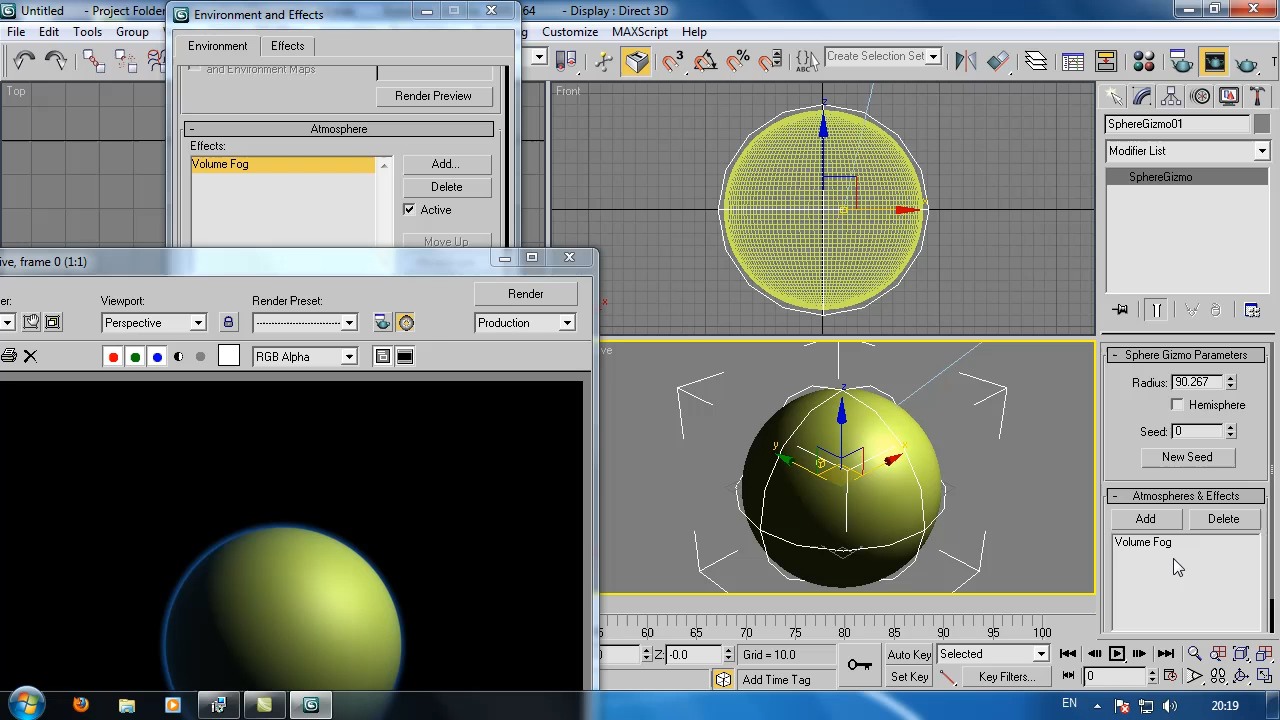 Untitled
- Project Folder
Environment and Effects
64
- Display : Direct 3D
File Edit Tools Group
Customize MAXScript Help
Environment Effects
Create Selection Set
and Environment Maps
Render Preview
Top
Front
SphereGizmo01
Atmosphere
Effects:
Volume Fog
Add...
Delete
Active
Move Up
Modifier List
SphereGizmo
ive, frame 0 (1:1)
Viewport:
Render Preset:
Render
Perspective
Production
RGB Alpha
z
x
ve
z
y
x
Sphere Gizmo Parameters
Radius: 90.267
Hemisphere
Seed: 0
New Seed
Atmospheres & Effects
Add Delete
Volume Fog
60 65 70 75 80 85 90 95 100
Z: -0.0
Grid = 10.0
Auto Key
Selected
Add Time Tag
Set Key
Key Filters...
0
EN
20:19